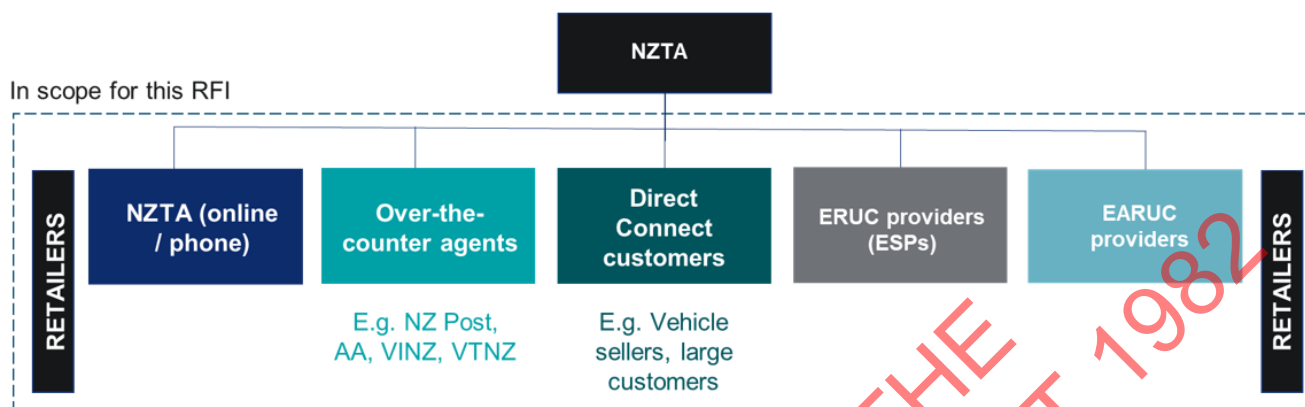 NZTA
In scope for this RFI
RETAILERS
NZTA (online
/ phone)
Over-the-
counter agents
Direct
Connect
customers
ERUC providers
(ESPs)
EARUC
providers
RETAILERS
E.g. NZ Post,
AA, VINZ, VTNZ
E.g. Vehicle
sellers, large
customers
THE
T 1982